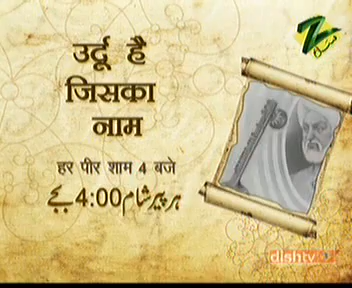 उर्दू है
जिसका
नाम
हर पीर शाम 4 बजे
ہر پیر شام 4:00 بجے
Z
dishtv